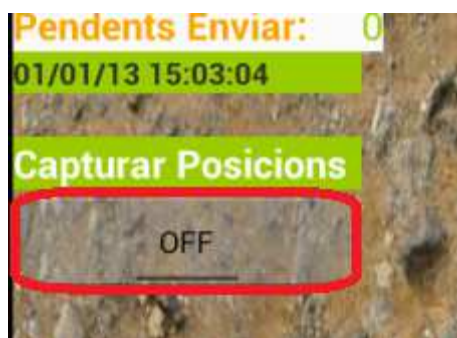 Pendents Enviar: 0
01/01/13 15:03:04
Capturar Posicions
OFF